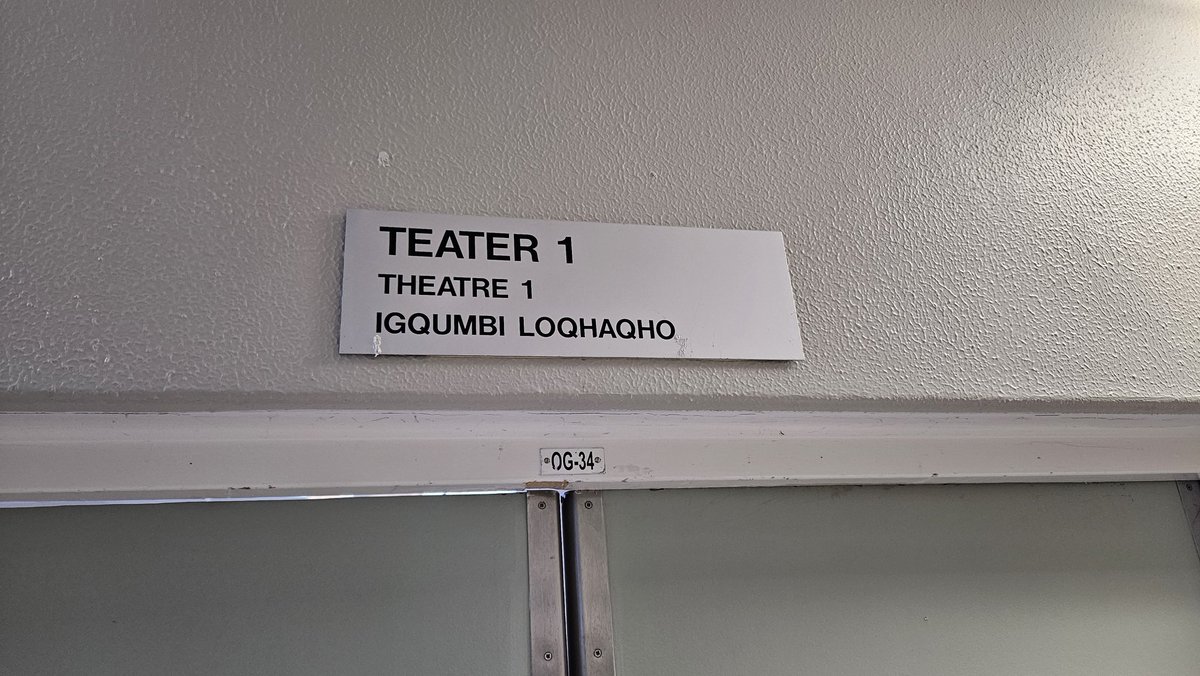 TEATER 1
THEATRE 1
IGQUMBI LOQHAQHO
OG-34